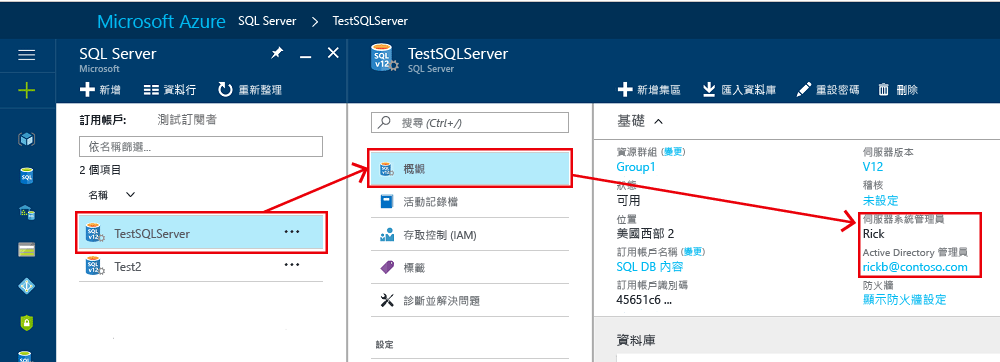 Microsoft Azure SQL Server > TestSQLServer
SQL Server
Microsoft
新增 資料行 重新整理
訂用帳戶: 測試訂閱者
依名稱篩選...
2 個項目
名稱
SQL V12 TestSQLServer ...
SQL V12 Test2 ...
SQL V12 TestSQLServer
SQL Server
搜尋 (Ctrl+/)
概觀
活動記錄檔
存取控制 (IAM)
標籤
診斷並解決問題
設定
新增集區 匯入資料庫 重設密碼 刪除
基礎
資源群組 (變更)
Group1
狀態
可用
位置
美國西部 2
訂用帳戶名稱 (變更)
SQL DB 內容
訂用帳戶識別碼
45651c6 ...
伺服器版本
V12
稽核
未設定
伺服器系統管理員
Rick
Active Directory 管理員
rickb@contoso.com
防火牆
顯示防火牆設定
資料庫